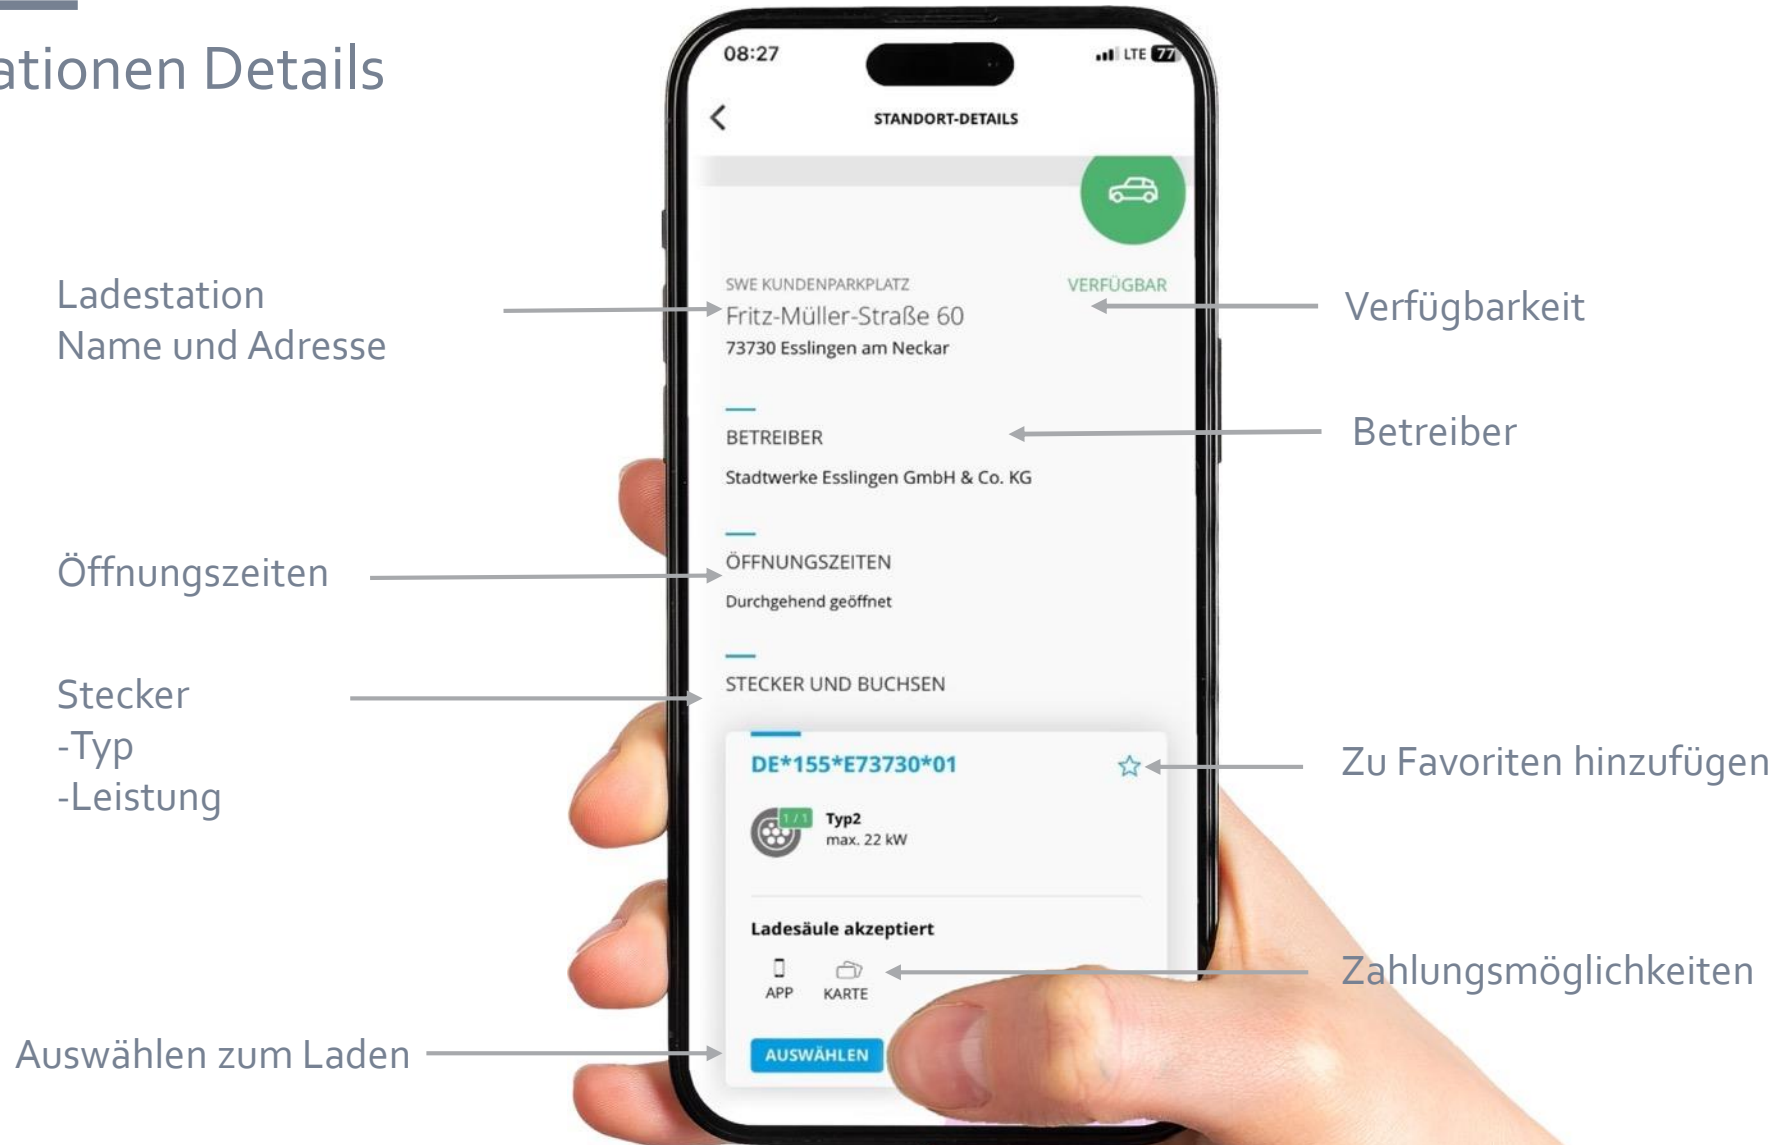 ationen Details
08:27
LTE 77
STANDORT-DETAILS
SWE KUNDENPARKPLATZ
VERFÜGBAR
Fritz-Müller-Straße 60
73730 Esslingen am Neckar
Ladestation
Name und Adresse
Verfügbarkeit
BETREIBER
Betreiber
Stadtwerke Esslingen GmbH & Co. KG
ÖFFNUNGSZEITEN
Öffnungszeiten
Durchgehend geöffnet
STECKER UND BUCHSEN
Stecker
-Typ
-Leistung
DE*155*E73730*01
Zu Favoriten hinzufügen
1 / 1
Typ2
max. 22 kW
Ladesäule akzeptiert
APP
KARTE
Zahlungsmöglichkeiten
AUSWÄHLEN
Auswählen zum Laden